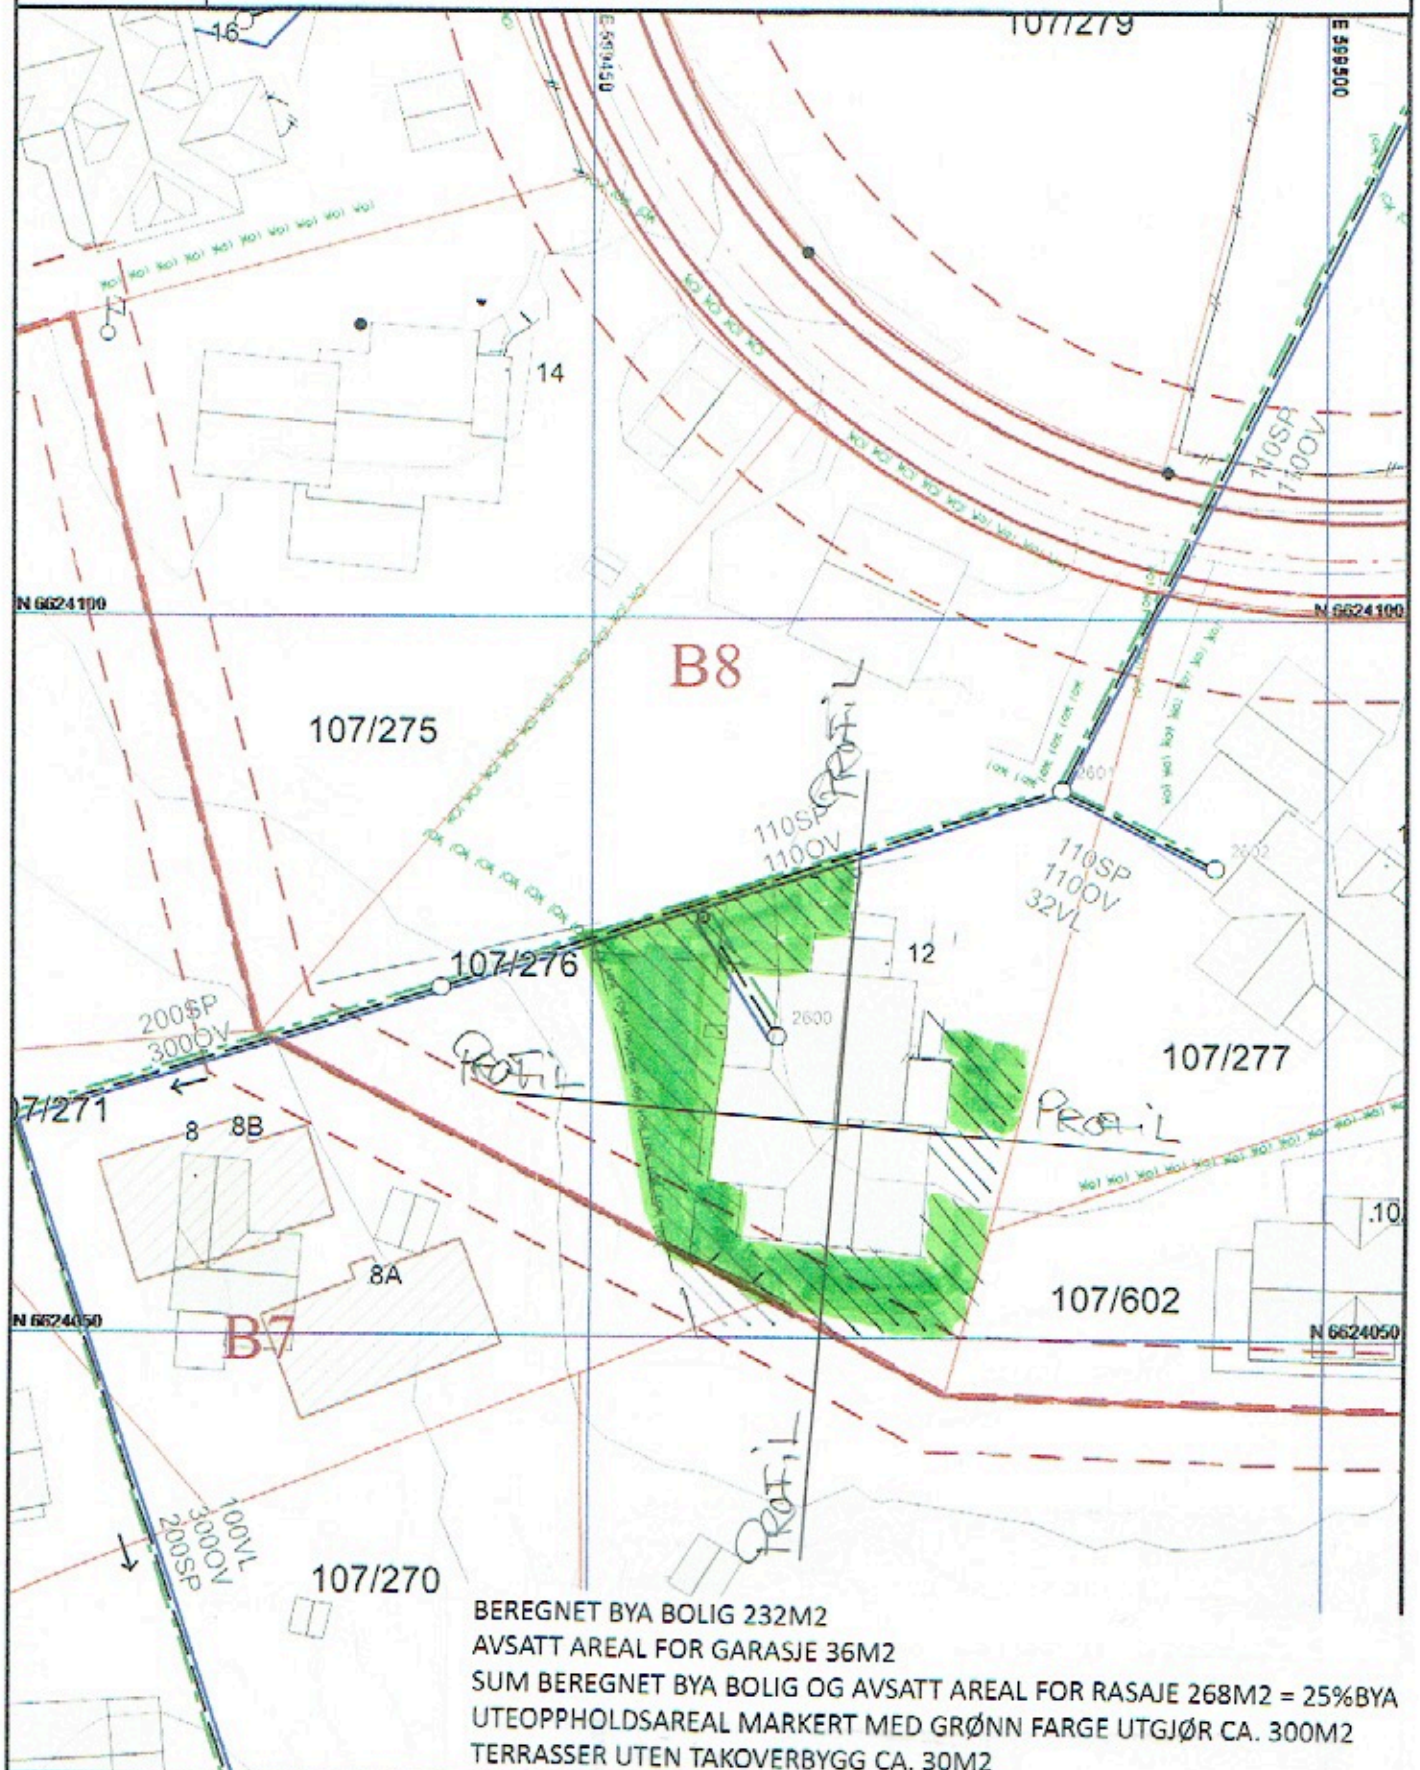 16
E 599450
107/279
E 599500
14
110SP
110OV
N 6624100
N 6624100
B8
107/275
PROFiL
2601
110SP
110OV
110SP
110OV
32VL
2602
12
107/276
2600
200SP
300OV
PROFiL
107/277
7/271
8
8B
PROFiL
8A
10
107/602
N 6624050
B7
N 6624050
PROFiL
100VL
300OV
200SP
107/270
BEREGNET BYA BOLIG 232M2
AVSATT AREAL FOR GARASJE 36M2
SUM BEREGNET BYA BOLIG OG AVSATT AREAL FOR RASAJE 268M2 = 25%BYA
UTEOPPHOLDSAREAL MARKERT MED GRØNN FARGE UTGJØR CA. 300M2
TERRASSER UTEN TAKOVERBYGG CA. 30M2